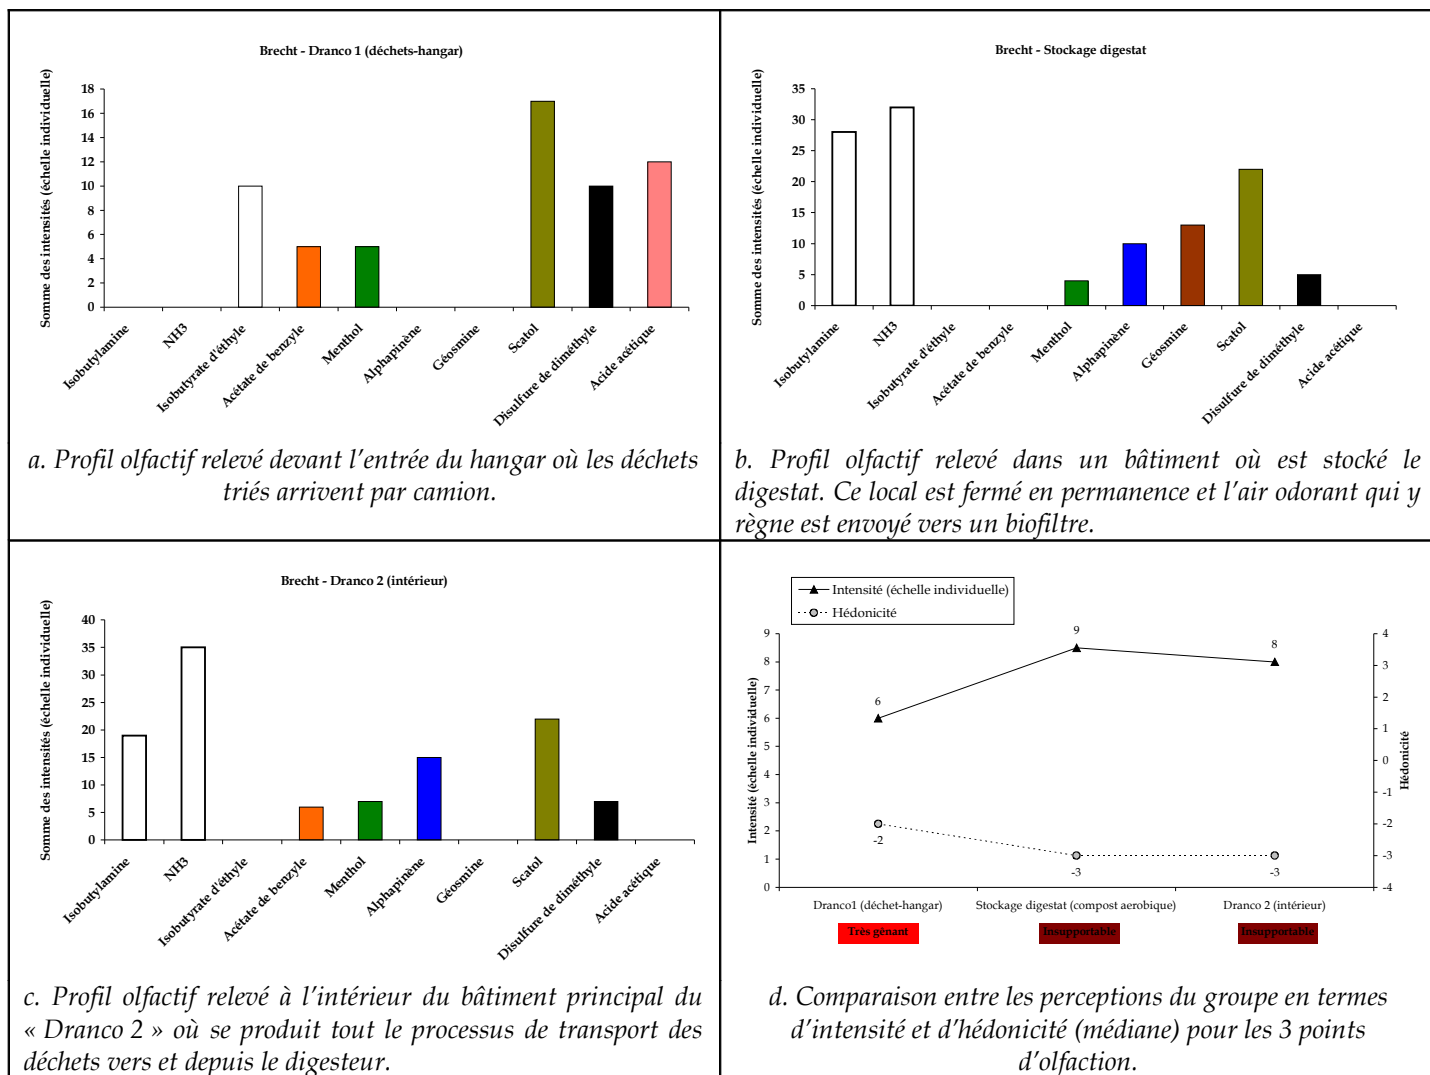 Brecht - Dranco 1 (déchets-hangar)
Somme des intensités (échelle individuelle)
18
16
14
12
10
8
6
4
2
0
Isobutylamine
NH3
Isobutyrate d'éthyle
Acétate de benzyle
Menthol
Alphapinène
Géosmine
Scatol
Disulfure de diméthyle
Acide acétique
a. Profil olfactif relevé devant l'entrée du hangar où les déchets
triés arrivent par camion.
Brecht - Stockage digestat
Somme des intensités (échelle individuelle)
35
30
25
20
15
10
5
0
Isobutylamine
NH3
Isobutyrate d'éthyle
Acétate de benzyle
Menthol
Alphapinène
Géosmine
Scatol
Disulfure de diméthyle
Acide acétique
b. Profil olfactif relevé dans un bâtiment où est stocké le
digestat. Ce local est fermé en permanence et l'air odorant qui y
règne est envoyé vers un biofiltre.
Brecht - Dranco 2 (intérieur)
Somme des intensités (échelle individuelle)
40
35
30
25
20
15
10
5
0
Isobutylamine
NH3
Isobutyrate d'éthyle
Acétate de benzyle
Menthol
Alphapinène
Géosmine
Scatol
Disulfure de diméthyle
Acide acétique
c. Profil olfactif relevé à l'intérieur du bâtiment principal du
« Dranco 2 » où se produit tout le processus de transport des
déchets vers et depuis le digesteur.
Intensité (échelle individuelle)
Hédonicité
Intensité (échelle individuelle)
9
8
7
6
5
4
3
2
1
0
6
9
8
-2
-3
-3
4
3
2
1
0
-1
-2
-3
-4
Hédonicité
Dranco1 (déchet-hangar)
Stockage digestat (compost aerobique)
Dranco 2 (intérieur)
Très gênant
Insupportable
Insupportable
d. Comparaison entre les perceptions du groupe en termes
d'intensité et d'hédonicité (médiane) pour les 3 points
d'olfaction.